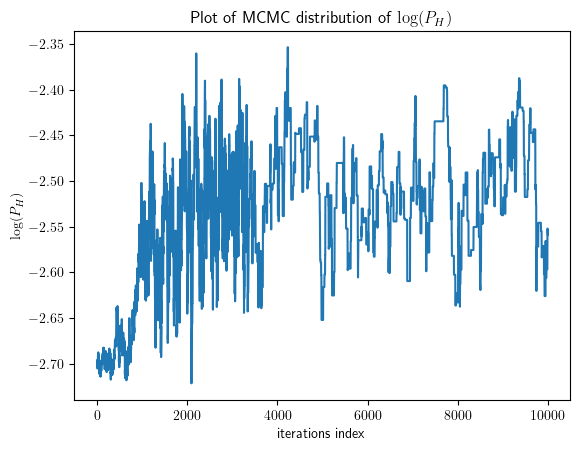 Plot of MCMC distribution of log(P_H)
−2.35
−2.40
−2.45
−2.50
−2.55
−2.60
−2.65
−2.70
log(P_H)
0 2000 4000 6000 8000 10000
iterations index